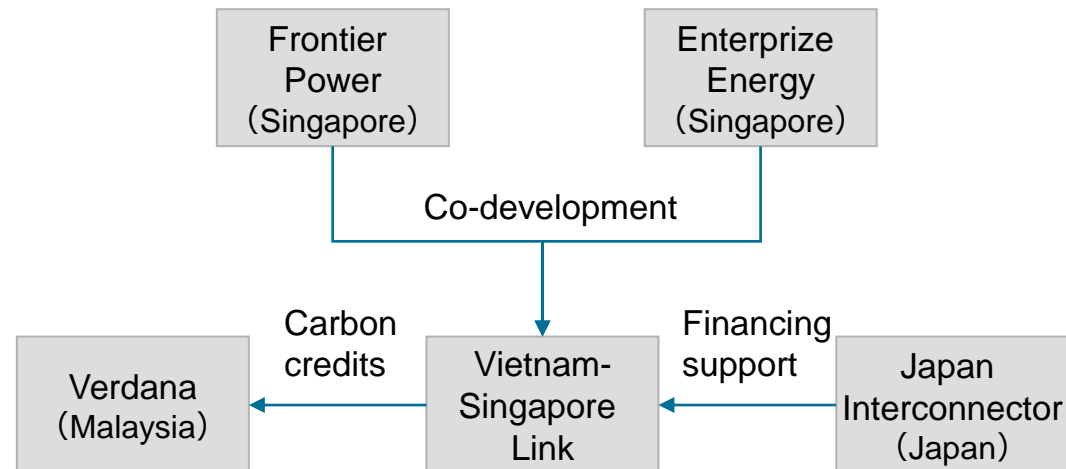 Frontier
Power
（Singapore）
Enterprize
Energy
（Singapore）
Co-development
Carbon
credits
Financing
support
Verdana
（Malaysia）
Vietnam-
Singapore
Link
Japan
Interconnector
（Japan）